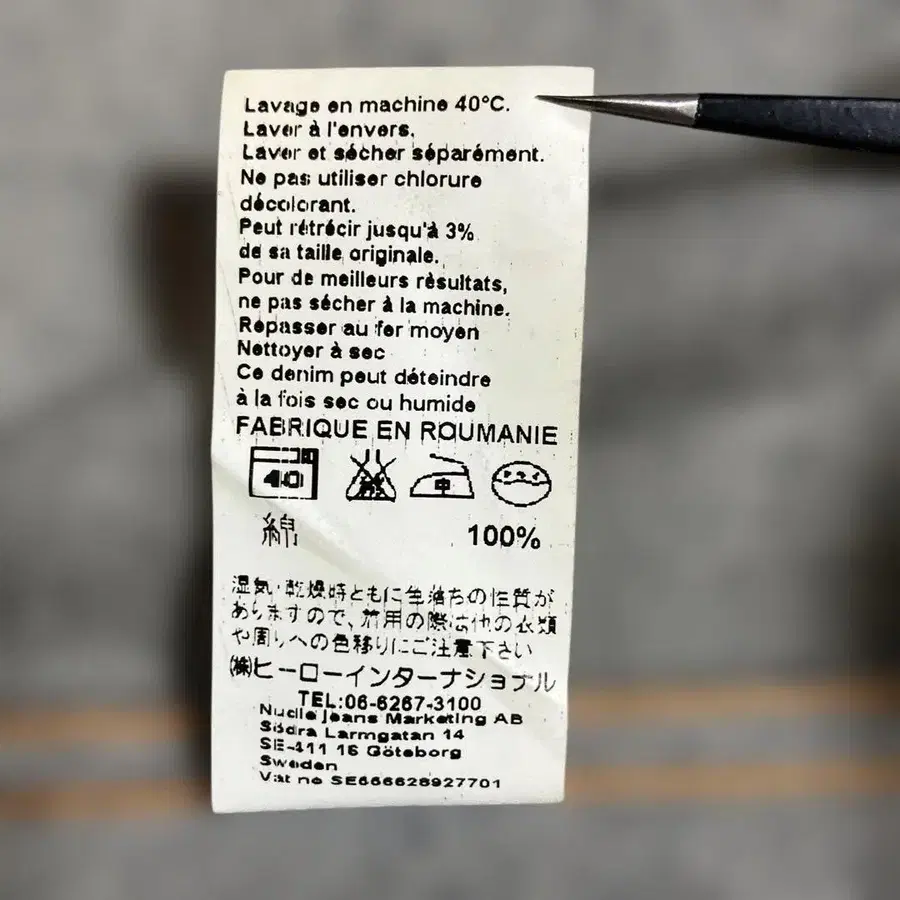 Lavage en machine 40°C.
Laver à l'envers.
Laver et sécher séparément.
Ne pas utiliser chlorure
décolorant.
Peut rétrécir jusqu'à 3%
de sa taille originale.
Pour de meilleurs résultats,
ne pas sécher à la machine.
Repasser au fer moyen
Nettoyer à sec
Ce denim peut déteindre
à la fois sec ou humide
FABRIQUE EN ROUMANIE
40 中
綿 100%
湿気・乾燥時ともに色落ちの性質が
ありますので、着用の際は他の衣類
や周りへの色移りにご注意下さい
㈱ヒーローインターナショナル
TEL:06-6267-3100
Nudie Jeans Marketing AB
Södra Larmgatan 14
SE-411 16 Göteborg
Sweden
Vat no SE666628927701